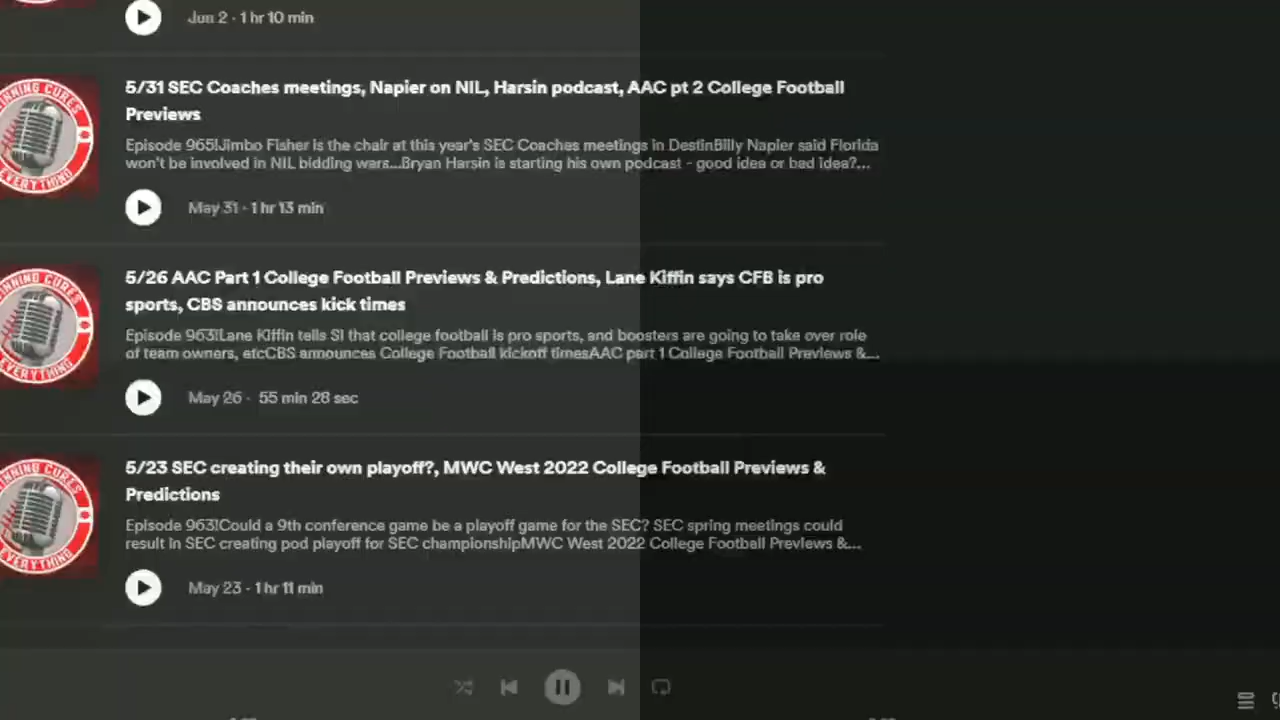 Jun 2 · 1 hr 10 min
5/31 SEC Coaches meetings, Napier on NIL, Harsin podcast, AAC pt 2 College Football
Previews
Episode 965!Jimbo Fisher is the chair at this year's SEC Coaches meetings in DestinBilly Napier said Florida
won't be involved in NIL bidding wars...Bryan Harsin is starting his own podcast - good idea or bad idea?...
May 31 · 1 hr 13 min
NNING CURES
EVERYTHING
5/26 AAC Part 1 College Football Previews & Predictions, Lane Kiffin says CFB is pro
sports, CBS announces kick times
Episode 963!Lane Kiffin tells SI that college football is pro sports, and boosters are going to take over role
of team owners, etcCBS announces College Football kickoff timesAAC part 1 College Football Previews &...
May 26 · 55 min 28 sec
NNING CURES
EVERYTHING
5/23 SEC creating their own playoff?, MWC West 2022 College Football Previews &
Predictions
Episode 963!Could a 9th conference game be a playoff game for the SEC? SEC spring meetings could
result in SEC creating pod playoff for SEC championshipMWC West 2022 College Football Previews &...
May 23 · 1 hr 11 min
NNING CURES
EVERYTHING